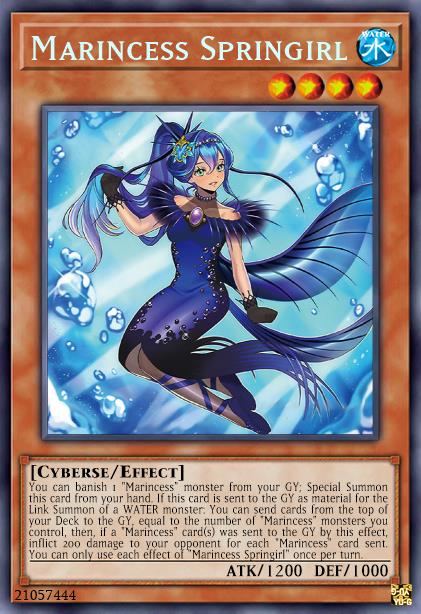 Marincess Springirl
WATER
水
[Cyberse/Effect]
You can banish 1 "Marincess" monster from your GY; Special Summon
this card from your hand. If this card is sent to the GY as material for the
Link Summon of a WATER monster: You can send cards from the top of
your Deck to the GY, equal to the number of "Marincess" monsters you
control, then, if a "Marincess" card(s) was sent to the GY by this effect,
inflict 200 damage to your opponent for each "Marincess" card sent.
You can only use each effect of "Marincess Springirl" once per turn.
ATK/1200 DEF/1000
21057444